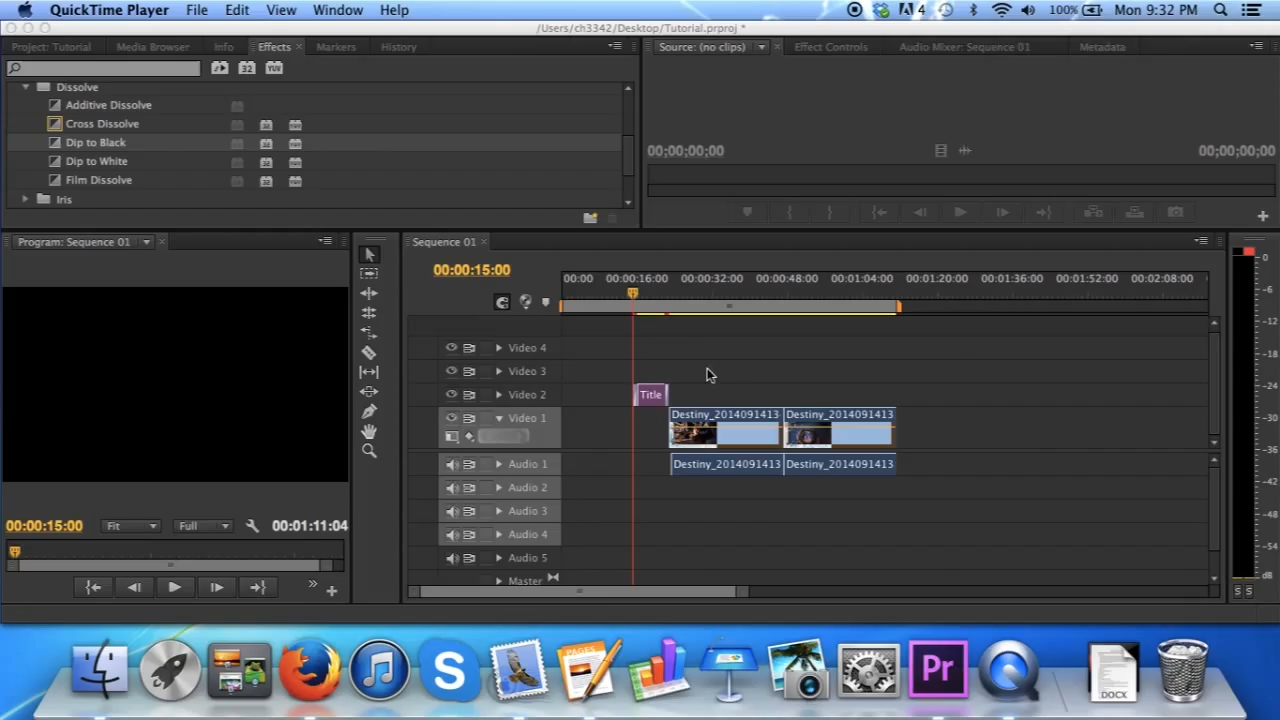 QuickTime Player File Edit View Window Help 4 100% Mon 9:32 PM
/Users/ch3342/Desktop/Tutorial.prproj *
Project: Tutorial Media Browser Info Effects × Markers History Source: (no clips) × Effect Controls Audio Mixer: Sequence 01 Metadata
32 YUV
Dissolve
Additive Dissolve
Cross Dissolve
Dip to Black
Dip to White
Film Dissolve
Iris
00;00;00;00 00;00;00;00
Program: Sequence 01 × Sequence 01 ×
00:00:15:00
00:00 00:00:16:00 00:00:32:00 00:00:48:00 00:01:04:00 00:01:20:00 00:01:36:00 00:01:52:00 00:02:08:00
Video 4
Video 3
Video 2 Title
Video 1 Destiny_2014091413 Destiny_2014091413
Audio 1 Destiny_2014091413 Destiny_2014091413
Audio 2
Audio 3
Audio 4
Audio 5
Master
0
-6
-12
-18
-24
-30
-36
-42
-48
-54
dB
S S
00:00:15:00 Fit Full 00:01:11:04
S Pr DOCX